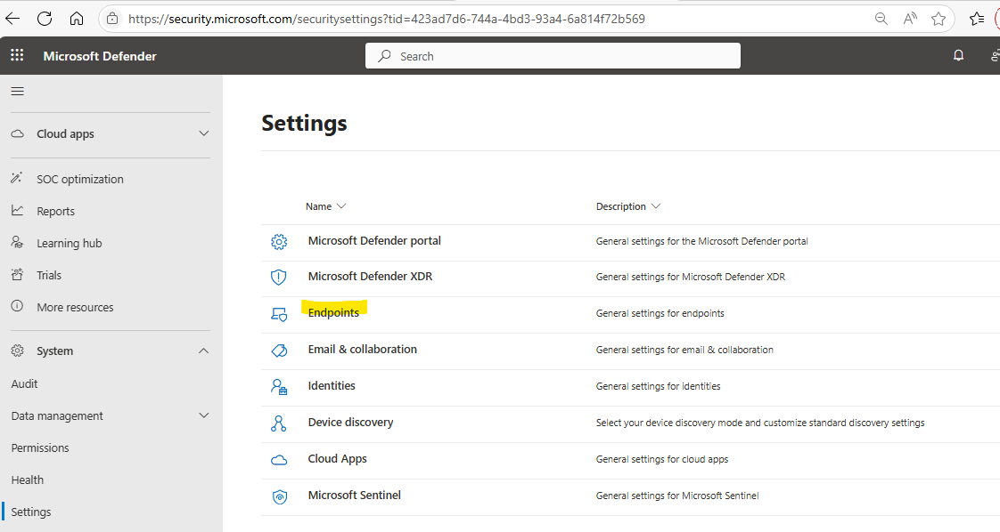 https://security.microsoft.com/securitysettings?tid=423ad7d6-744a-4bd3-93a4-6a814f72b569
Microsoft Defender
Search
Cloud apps
SOC optimization
Reports
Learning hub
Trials
More resources
System
Audit
Data management
Permissions
Health
Settings
Settings
Name Description
Microsoft Defender portal General settings for the Microsoft Defender portal
Microsoft Defender XDR General settings for Microsoft Defender XDR
Endpoints General settings for endpoints
Email & collaboration General settings for email & collaboration
Identities General settings for identities
Device discovery Select your device discovery mode and customize standard discovery settings
Cloud Apps General settings for cloud apps
Microsoft Sentinel General settings for Microsoft Sentinel